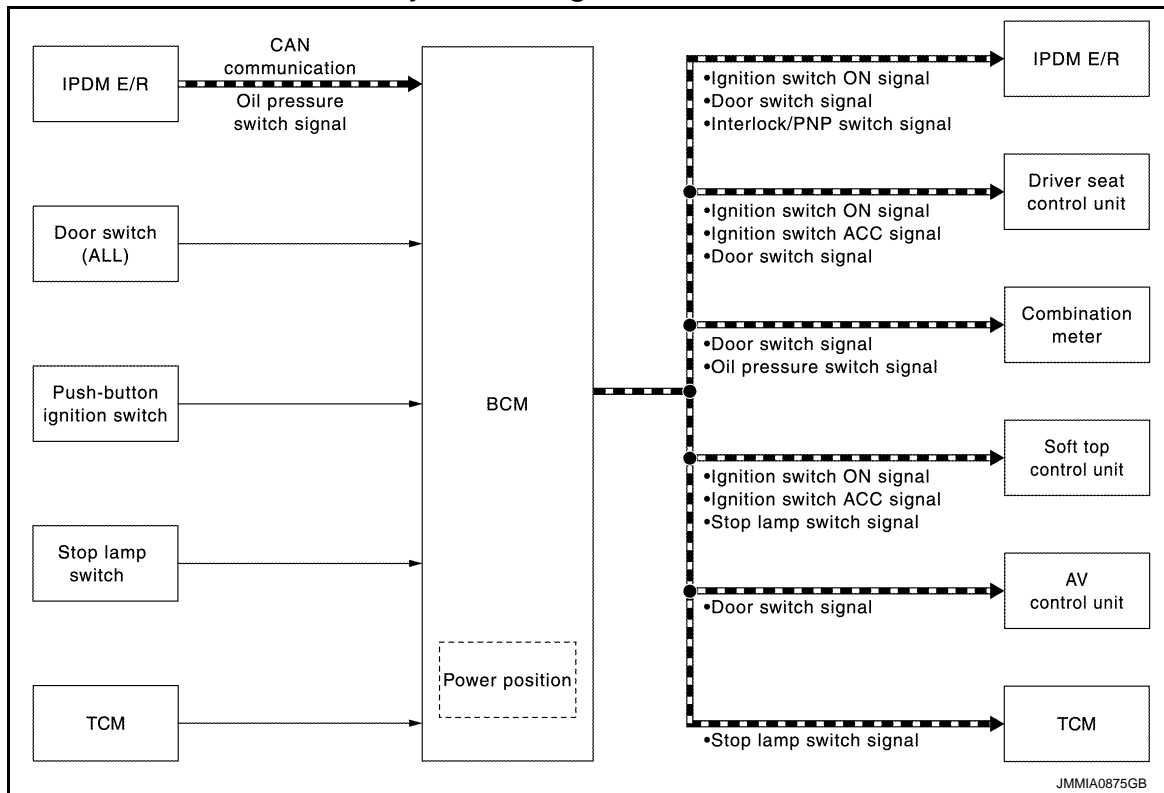 IPDM E/R
CAN
communication
Oil pressure
switch signal
Door switch
(ALL)
Push-button
ignition switch
Stop lamp
switch
TCM
BCM
Power position
IPDM E/R
•Ignition switch ON signal
•Door switch signal
•Interlock/PNP switch signal
Driver seat
control unit
•Ignition switch ON signal
•Ignition switch ACC signal
•Door switch signal
Combination
meter
•Door switch signal
•Oil pressure switch signal
Soft top
control unit
•Ignition switch ON signal
•Ignition switch ACC signal
•Stop lamp switch signal
AV
control unit
•Door switch signal
TCM
•Stop lamp switch signal
JMMIA0875GB